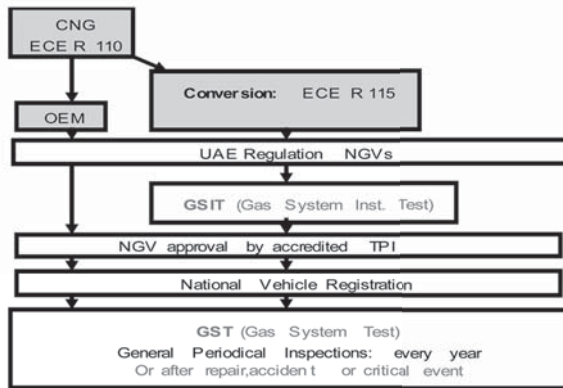 CNG
ECE R 110
Conversion: ECE R 115
OEM
UAE Regulation NGVs
GSIT (Gas System Inst. Test)
NGV approval by accredited TPI
National Vehicle Registration
GST (Gas System Test)
General Periodical Inspections: every year
Or after repair,accident or critical event